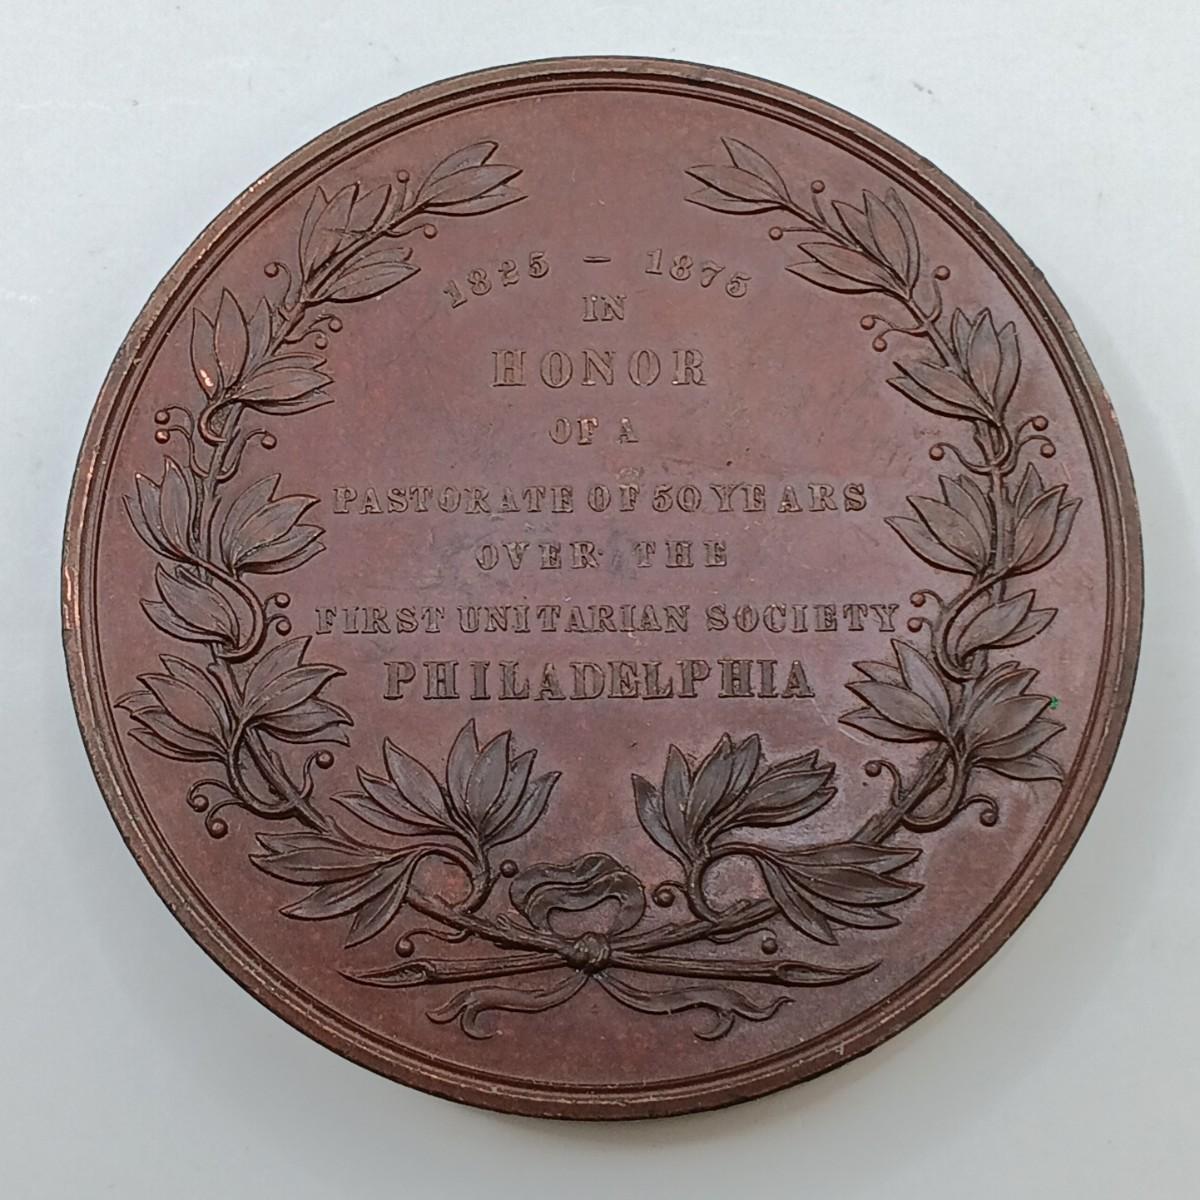 1825 – 1875
IN
HONOR
OF A
PASTORATE OF 50 YEARS
OVER THE
FIRST UNITARIAN SOCIETY
PHILADELPHIA